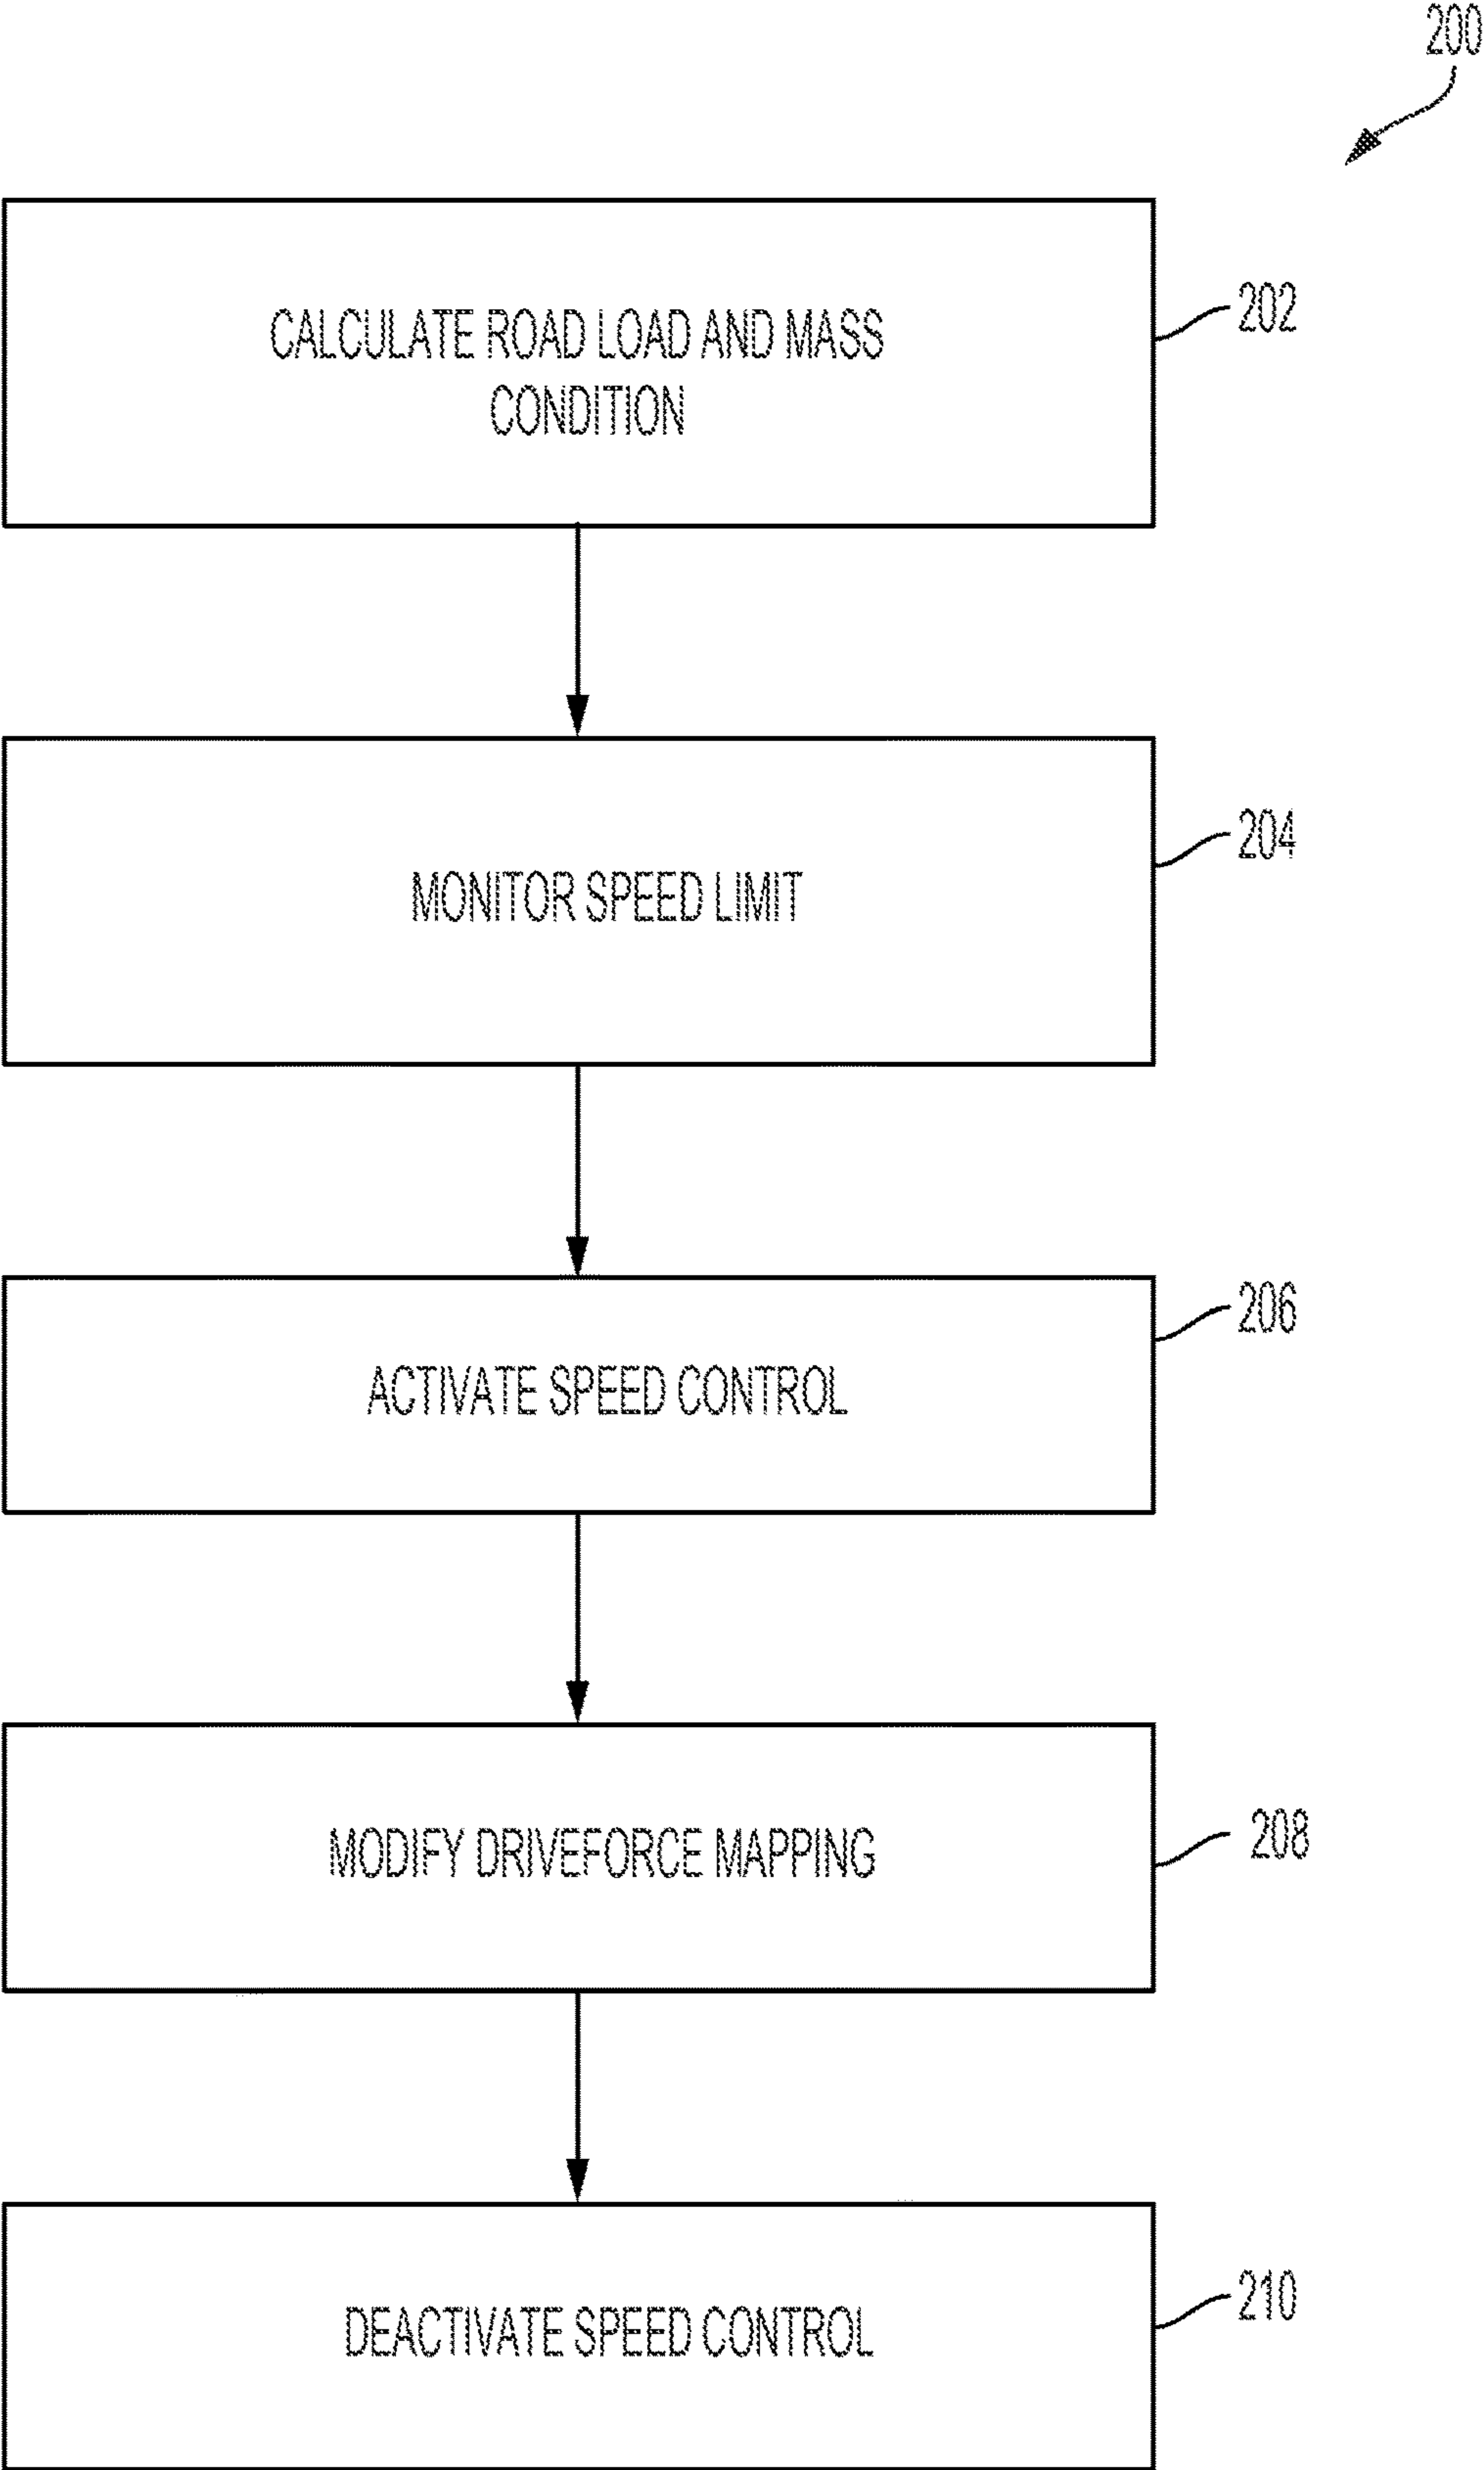 200
CALCULATE ROAD LOAD AND MASS
CONDITION
202
MONITOR SPEED LIMIT
204
ACTIVATE SPEED CONTROL
206
MODIFY DRIVEFORCE MAPPING
208
DEACTIVATE SPEED CONTROL
210